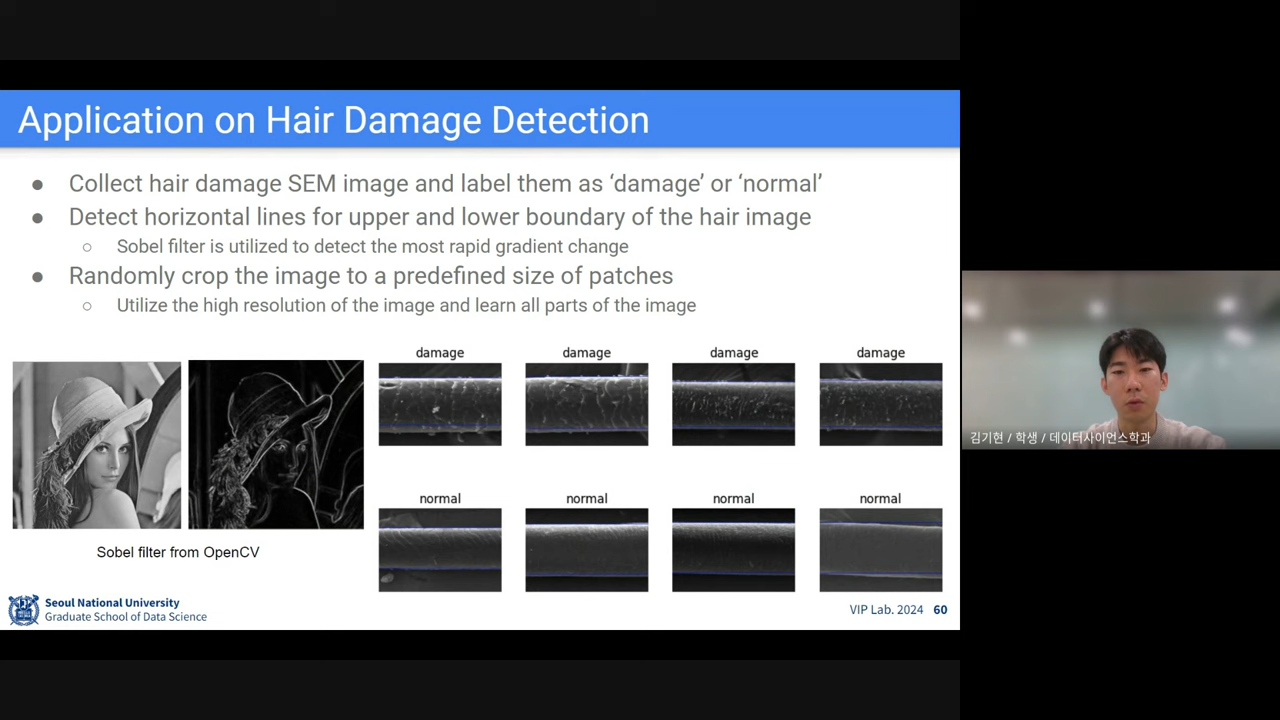 Application on Hair Damage Detection
● Collect hair damage SEM image and label them as ‘damage’ or ‘normal’
● Detect horizontal lines for upper and lower boundary of the hair image
○ Sobel filter is utilized to detect the most rapid gradient change
● Randomly crop the image to a predefined size of patches
○ Utilize the high resolution of the image and learn all parts of the image
damage damage damage damage
normal normal normal normal
Sobel filter from OpenCV
Seoul National University
Graduate School of Data Science
VIP Lab. 2024 60
김기현 / 학생 / 데이터사이언스학과